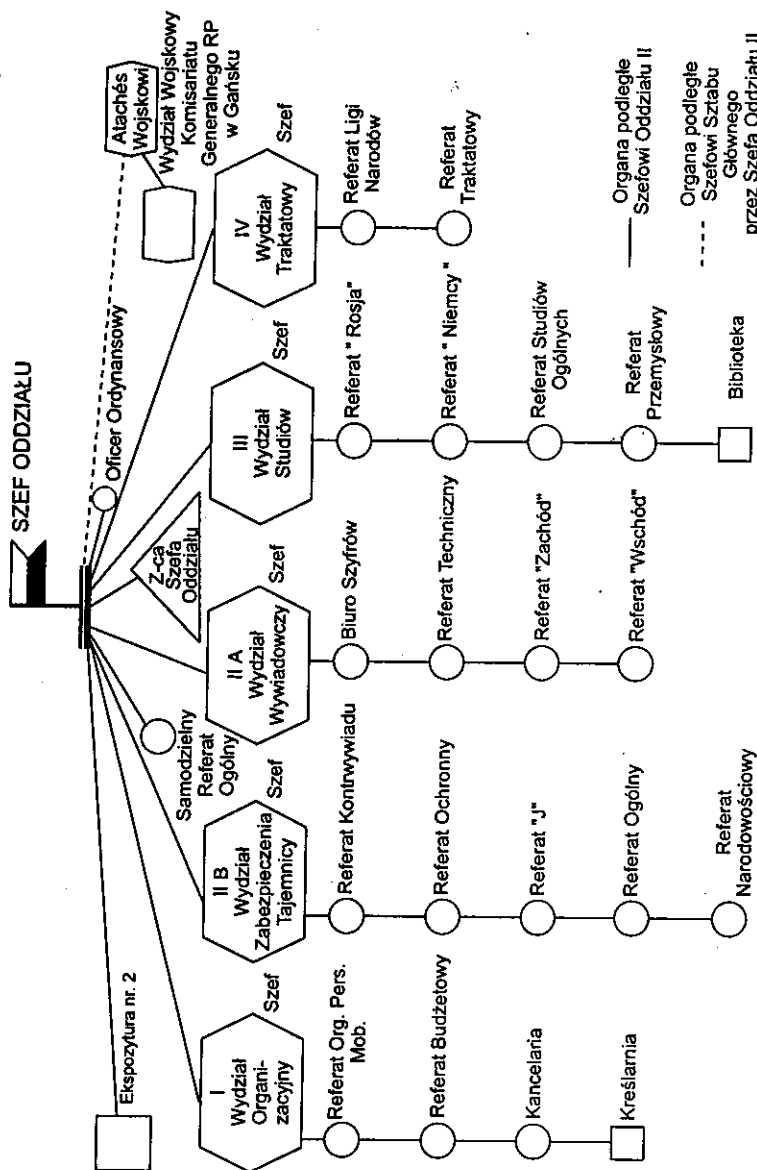 SZEF ODDZIAŁU
Ekspozytura nr. 2
Samodzielny
Referat
Ogólny
Z-ca
Szefa
Oddziału
Oficer Ordynansowy
Attachés
Wojskowi
Wydział Wojskowy
Komisariatu
Generalnego RP
w Gańsku
I
Wydział
Organi-
zacyjny
Szef
Referat Org. Pers.
Mob.
Referat Budżetowy
Kancelaria
Kreślarnia
II B
Wydział
Zabezpieczenia
Tajemnicy
Szef
Referat Kontrwywiadu
Referat Ochronny
Referat "J"
Referat Ogólny
Referat
Narodowościowy
II A
Wydział
Wywiadowczy
Szef
Biuro Szyfrów
Referat Techniczny
Referat "Zachód"
Referat "Wschód"
III
Wydział
Studiów
Szef
Referat " Rosja"
Referat " Niemcy "
Referat Studiów
Ogólnych
Referat
Przemysłowy
Biblioteka
IV
Wydział
Traktatowy
Szef
Referat Ligi
Narodów
Referat
Traktatowy
Organa podległe
Szefowi Oddziału II
Organa podległe
Szefowi Sztabu
Głównego
przez Szefa Oddziału II